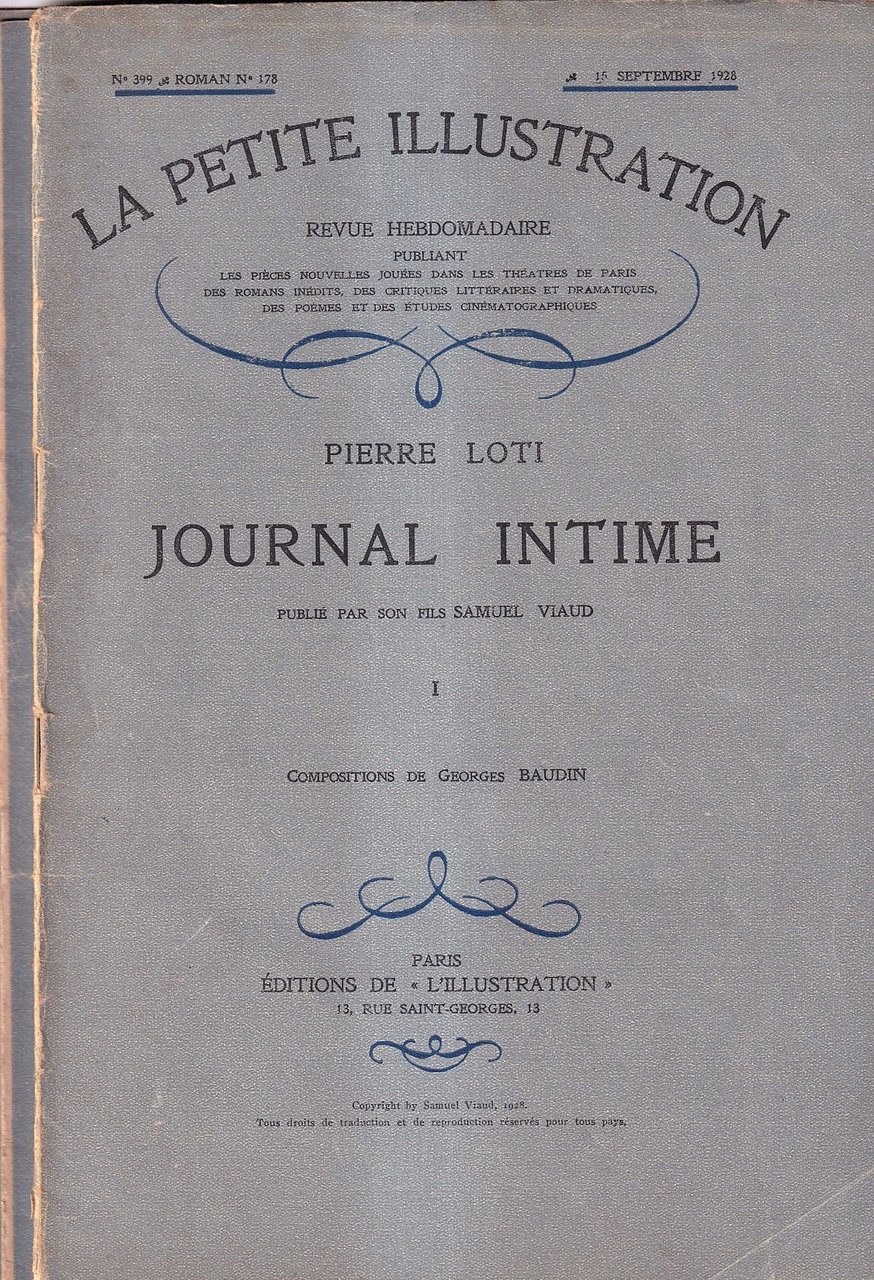 Nº 399 ROMAN Nº 178
15 SEPTEMBRE 1928
LA PETITE ILLUSTRATION
REVUE HEBDOMADAIRE
PUBLIANT
LES PIÈCES NOUVELLES JOUÉES DANS LES THÉATRES DE PARIS
DES ROMANS INÉDITS, DES CRITIQUES LITTÉRAIRES ET DRAMATIQUES,
DES POÈMES ET DES ÉTUDES CINÉMATOGRAPHIQUES
PIERRE LOTI
JOURNAL INTIME
PUBLIÉ PAR SON FILS SAMUEL VIAUD
I
COMPOSITIONS DE GEORGES BAUDIN
PARIS
ÉDITIONS DE « L'ILLUSTRATION »
13, RUE SAINT-GEORGES, 13
Copyright by Samuel Viaud, 1928.
Tous droits de traduction et de reproduction réservés pour tous pays.